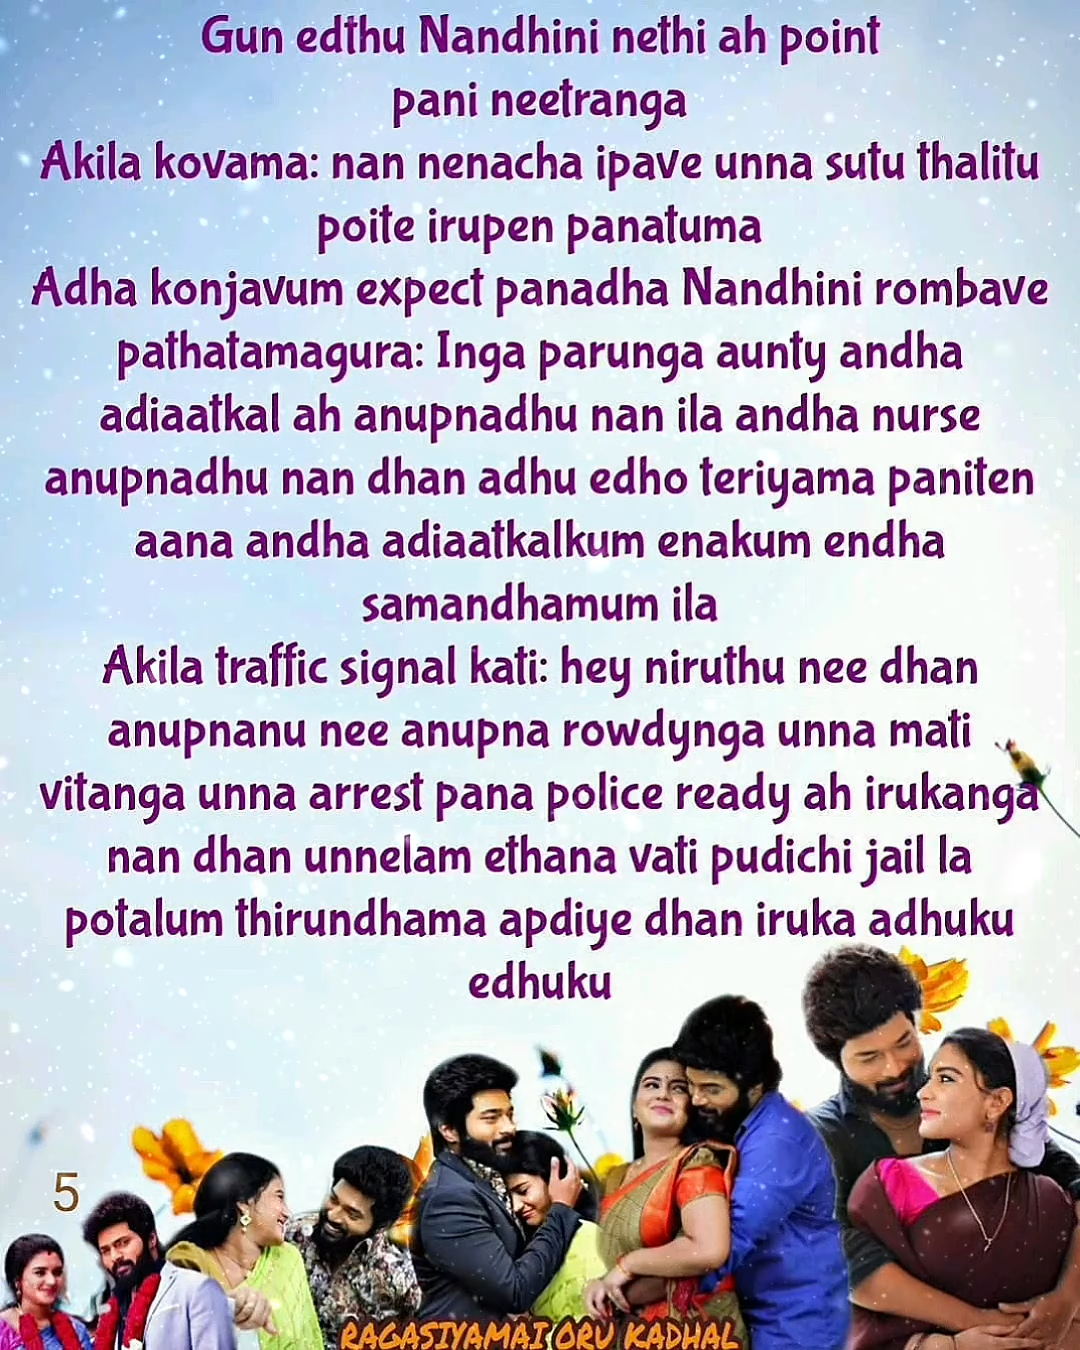 Gun edthu Nandhini nethi ah point
pani neetranga
Akila kovama: nan nenacha ipave unna sutu thalitu
poite irupen panatuma
Adha konjavum expect panadha Nandhini rombave
pathatamagura: Inga parunga aunty andha
adiaatkal ah anupnadhu nan ila andha nurse
anupnadhu nan dhan adhu edho teriyama paniten
aana andha adiaatkalkum enakum endha
samandhamum ila
Akila traffic signal kati: hey niruthu nee dhan
anupnanu nee anupna rowdynga unna mati
vitanga unna arrest pana police ready ah irukanga
nan dhan unnelam ethana vati pudichi jail la
potalum thirundhama apdiye dhan iruka adhuku
edhuku
5
RAGASIYAMAI ORU KADHAL